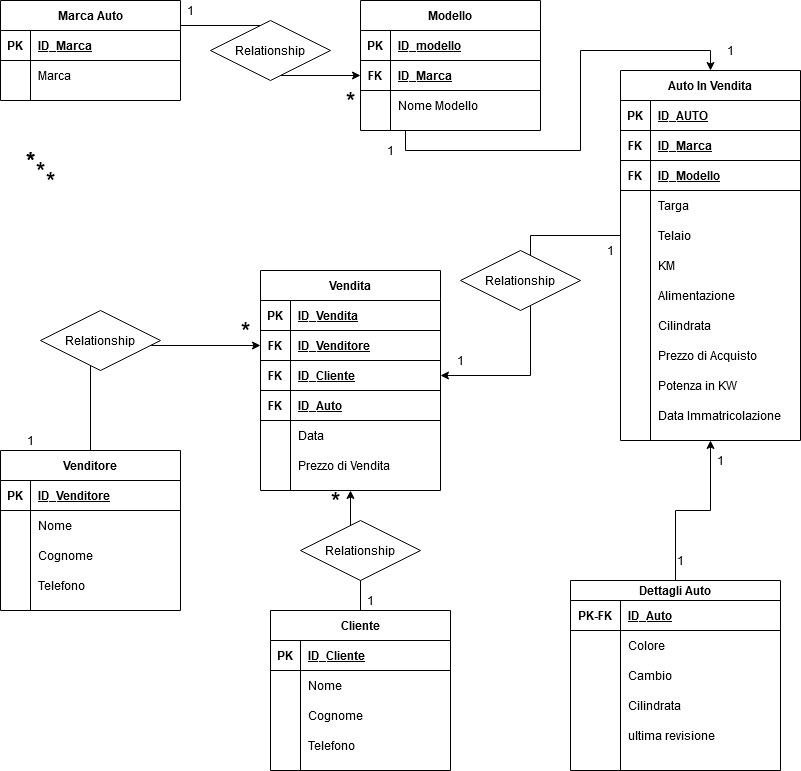 Marca Auto
PK ID_Marca
Marca
1
Relationship
*
Modello
PK ID_modello
FK ID_Marca
Nome Modello
1
1
Auto In Vendita
PK ID_AUTO
FK ID_Marca
FK ID_Modello
Targa
Telaio
KM
Alimentazione
Cilindrata
Prezzo di Acquisto
Potenza in KW
Data Immatricolazione
*
*
*
1
Relationship
1
Vendita
PK ID_Vendita
FK ID_Venditore
FK ID_Cliente
FK ID_Auto
Data
Prezzo di Vendita
Relationship
*
1
Venditore
PK ID_Venditore
Nome
Cognome
Telefono
*
Relationship
1
Cliente
PK ID_Cliente
Nome
Cognome
Telefono
1
1
Dettagli Auto
PK-FK ID_Auto
Colore
Cambio
Cilindrata
ultima revisione